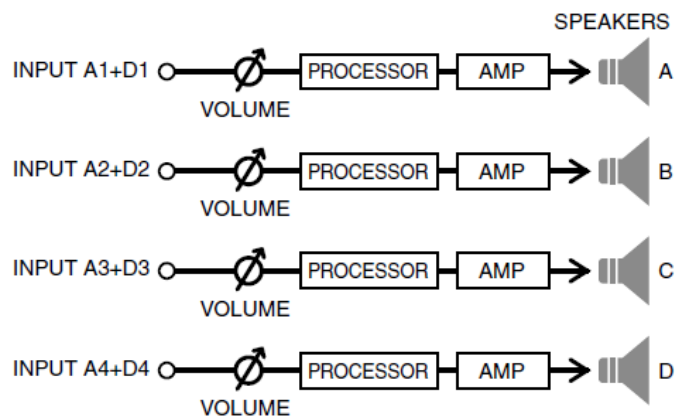 SPEAKERS
INPUT A1+D1 PROCESSOR AMP A
VOLUME
INPUT A2+D2 PROCESSOR AMP B
VOLUME
INPUT A3+D3 PROCESSOR AMP C
VOLUME
INPUT A4+D4 PROCESSOR AMP D
VOLUME